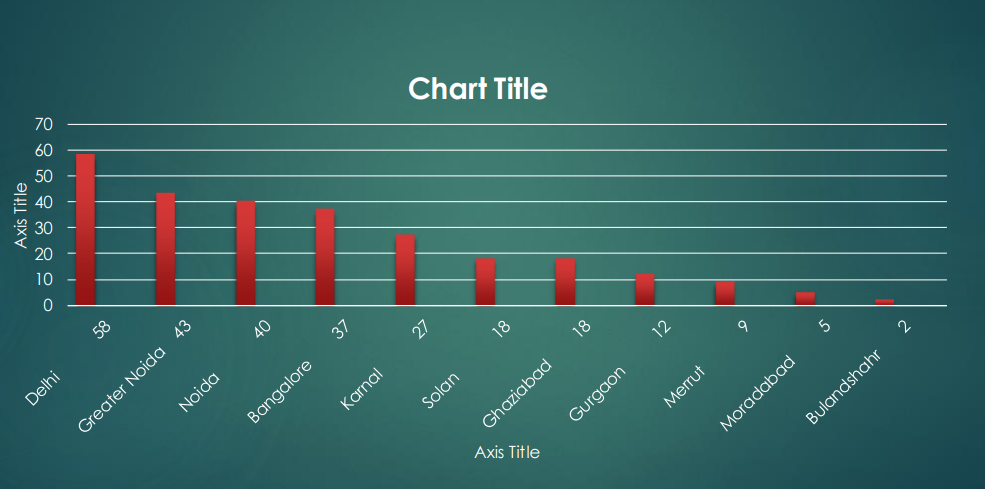 Chart Title
70
60
50
40
30
20
10
0
Axis Title
58
43
40
37
27
18
18
12
9
5
2
Delhi
Greater Noida
Noida
Bangalore
Karnal
Solan
Ghaziabad
Gurgaon
Merrut
Moradabad
Bulandshahr
Axis Title